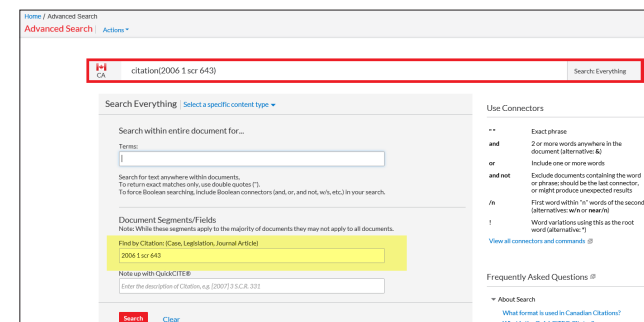 Home / Advanced Search
Advanced Search Actions
CA
citation(2006 1 scr 643)
Search: Everything
Search Everything Select a specific content type
Search within entire document for...
Terms:
Search for text anywhere within documents.
To return exact matches only, use double quotes (").
To force Boolean searching, include Boolean connectors (and, or, and not, w/s, etc.) in your search.
Document Segments/Fields
Note: While these segments apply to the majority of documents they may not apply to all documents.
Find by Citation: (Case, Legislation, Journal Article)
2006 1 scr 643
Note up with QuickCITE®
Enter the description of Citation, e.g. [2007] 3 S.C.R. 331
Search Clear
Use Connectors
" " Exact phrase
and 2 or more words anywhere in the
document (alternative: &)
or Include one or more words
and not Exclude documents containing the word
or phrase; should be the last connector,
or might produce unexpected results
/n First word within "n" words of the second
(alternatives: w/n or near/n)
! Word variations using this as the root
word (alternative: *)
View all connectors and commands
Frequently Asked Questions
About Search
What format is used in Canadian Citations?